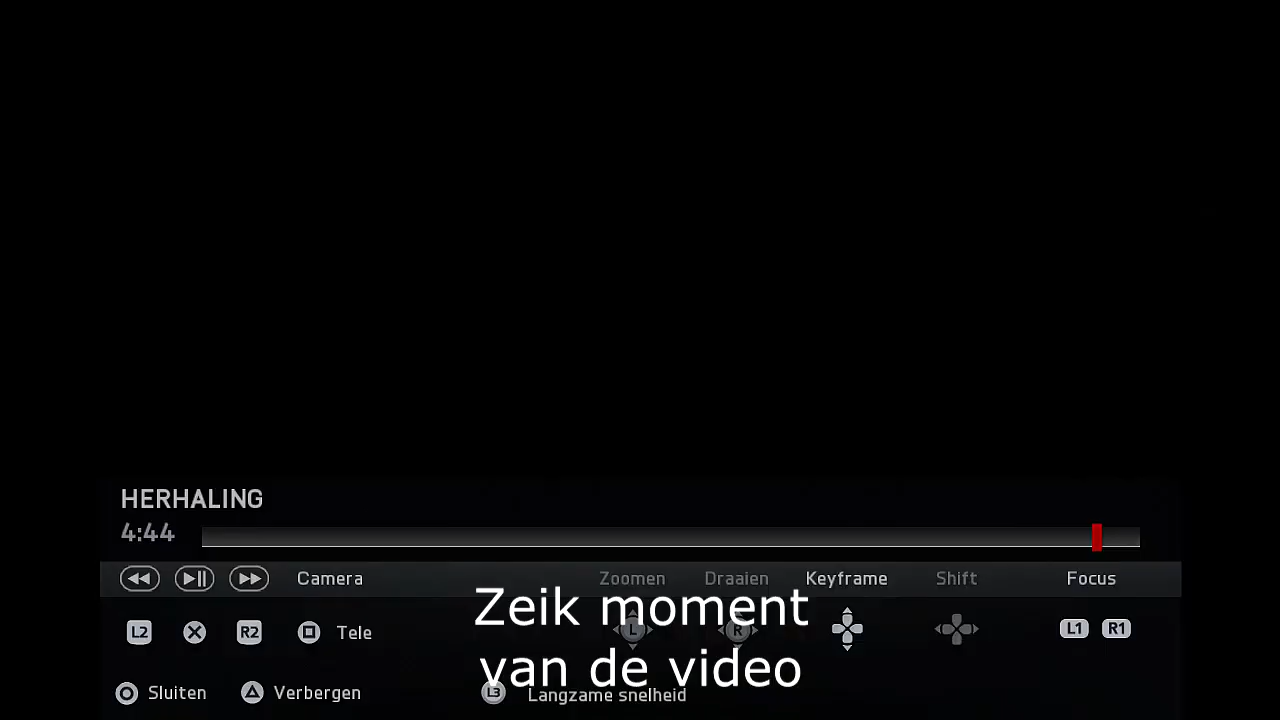 HERHALING
4:44
Camera Zoomen Draaien Keyframe Shift Focus
L2 R2 Tele L R L1 R1
Sluiten Verbergen L3 Langzame snelheid
Zeik moment
van de video